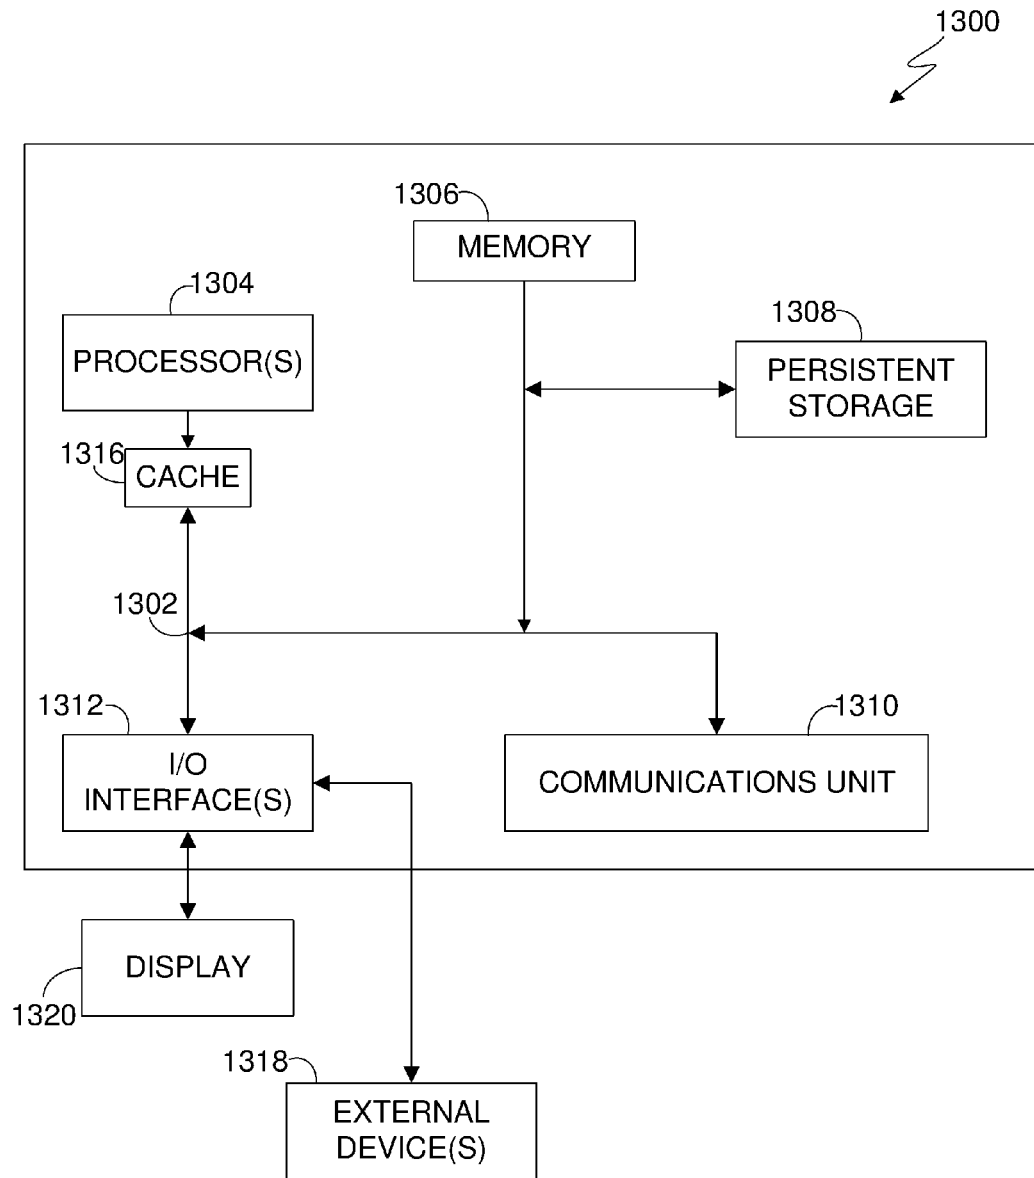 1300
1306
MEMORY
1304
PROCESSOR(S)
1308
PERSISTENT
STORAGE
1316
CACHE
1302
1312
I/O
INTERFACE(S)
1310
COMMUNICATIONS UNIT
DISPLAY
1320
1318
EXTERNAL
DEVICE(S)